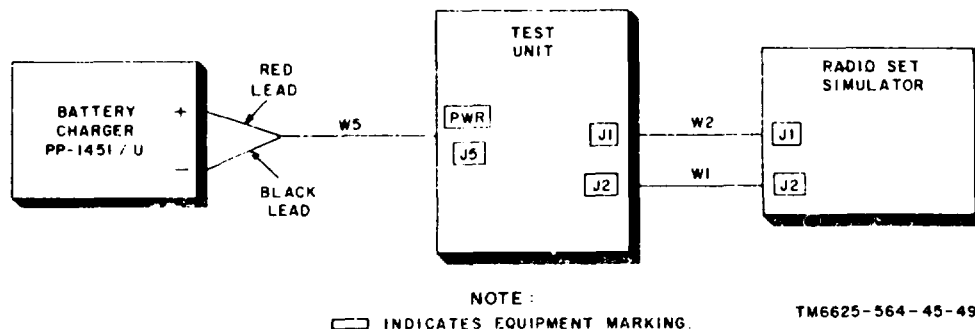 BATTERY
CHARGER
PP-1451 / U
+
−
RED
LEAD
BLACK
LEAD
W5
TEST
UNIT
PWR
J5
J1
J2
W2
W1
RADIO SET
SIMULATOR
J1
J2
NOTE :
INDICATES EQUIPMENT MARKING.
TM6625-564-45-49